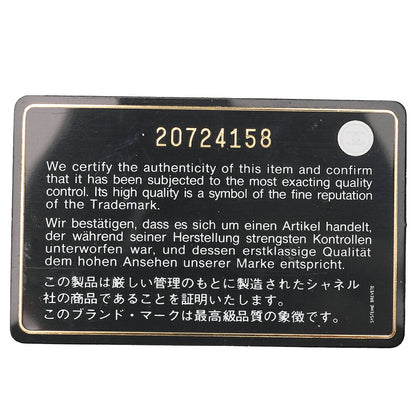 20724158
We certify the authenticity of this item and confirm
that it has been subjected to the most exacting quality
control. Its high quality is a symbol of the fine reputation
of the Trademark.
Wir bestätigen, dass es sich um einen Artikel handelt,
der während seiner Herstellung strengsten Kontrollen
unterworfen war, und dessen erstklassige Qualität
dem hohen Ansehen unserer Marke entspricht.
この製品は厳しい管理のもとに製造されたシャネル
社の商品であることを証明いたします。
このブランド・マークは最高級品質の象徴です。
SYSTEME BREVETE